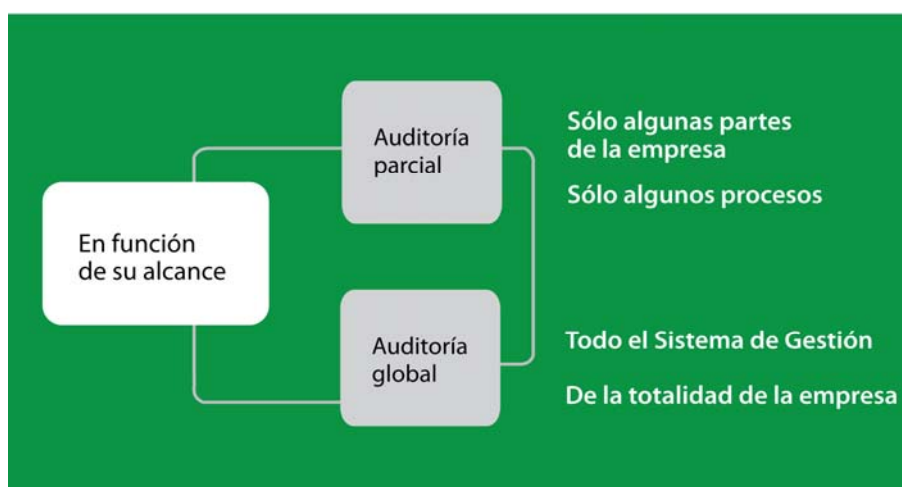 Auditoría
parcial
Sólo algunas partes
de la empresa
Sólo algunos procesos
En función
de su alcance
Auditoría
global
Todo el Sistema de Gestión
De la totalidad de la empresa